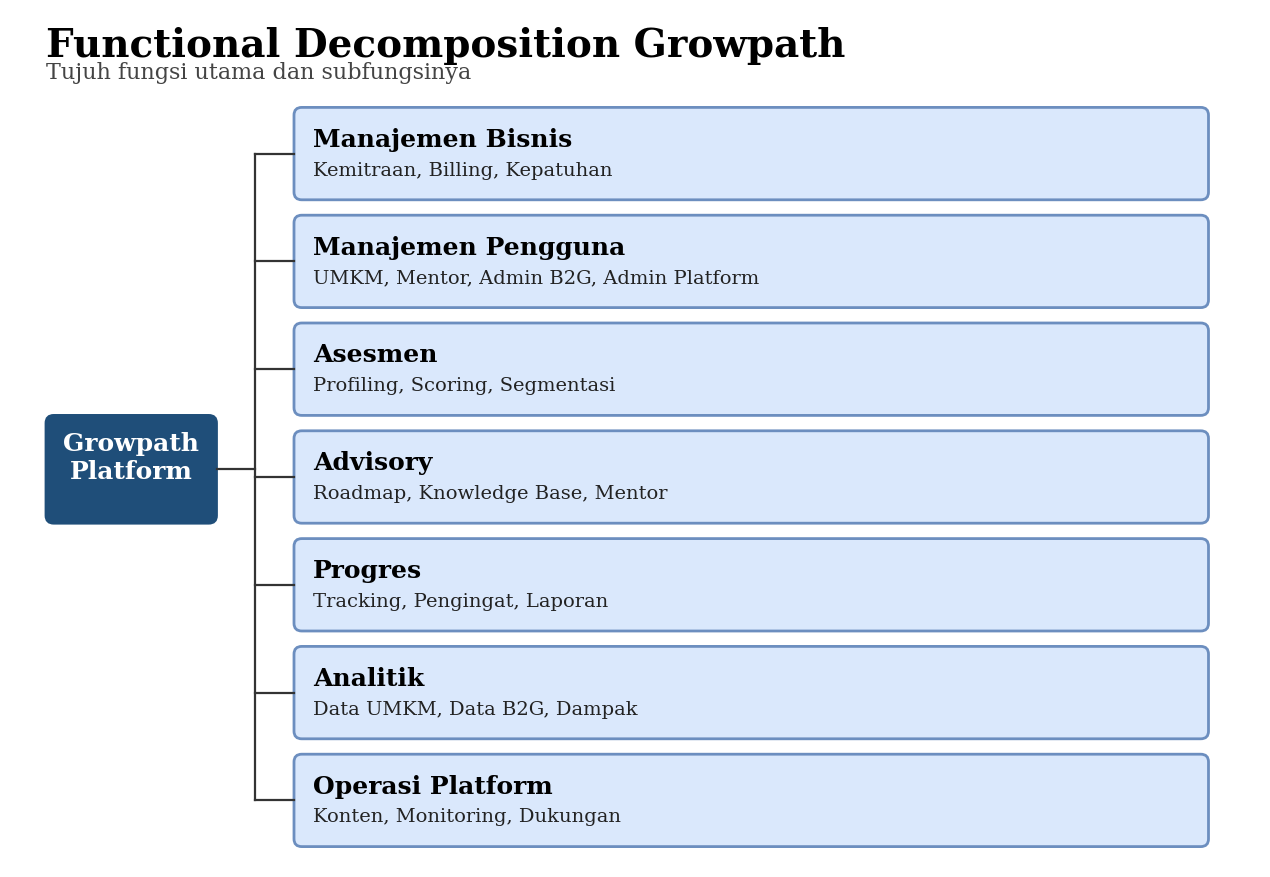 Functional Decomposition Growpath
Tujuh fungsi utama dan subfungsinya
Growpath
Platform
Manajemen Bisnis
Kemitraan, Billing, Kepatuhan
Manajemen Pengguna
UMKM, Mentor, Admin B2G, Admin Platform
Asesmen
Profiling, Scoring, Segmentasi
Advisory
Roadmap, Knowledge Base, Mentor
Progres
Tracking, Pengingat, Laporan
Analitik
Data UMKM, Data B2G, Dampak
Operasi Platform
Konten, Monitoring, Dukungan